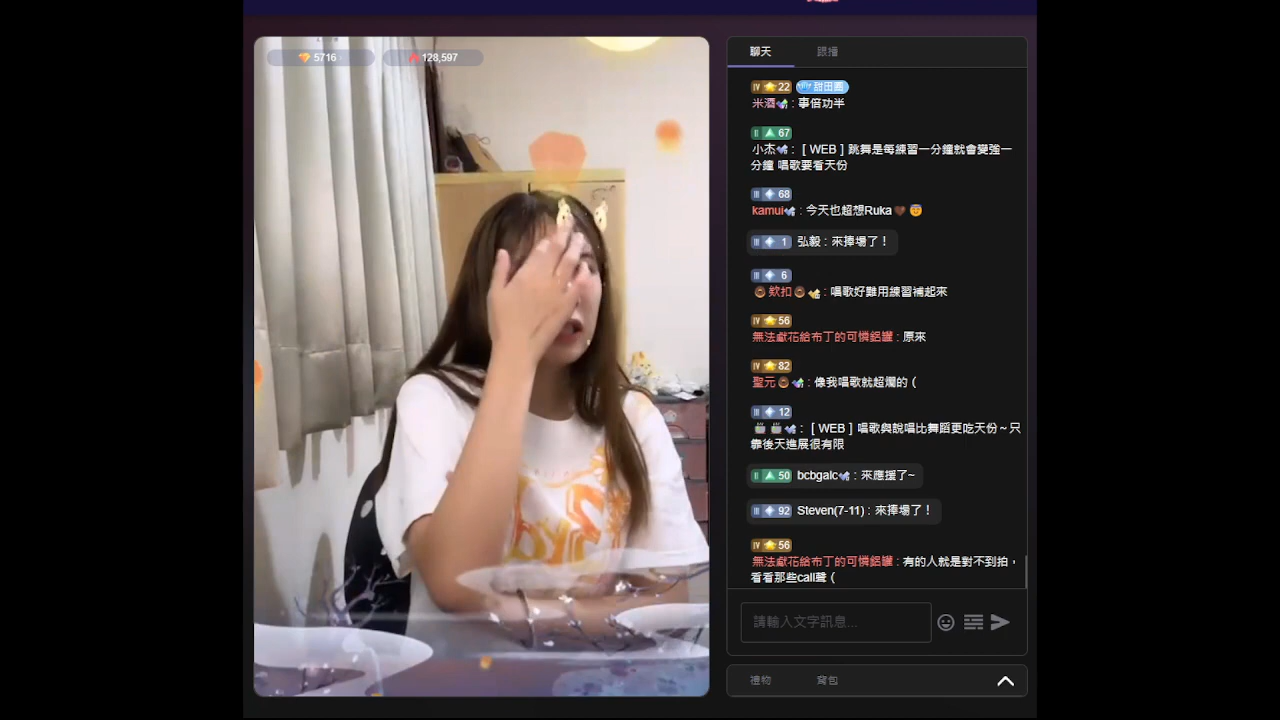 5716
128,597
聊天
跟播
IV 22 甜田團
米酒 : 事倍功半
II 67
小杰 : [ WEB ] 跳舞是每練習一分鐘就會變強一
分鐘 唱歌要看天份
III 68
kamui : 今天也超想Ruka
III 1 弘毅 : 來捧場了！
III 6
欸扣 : 唱歌好難用練習補起來
IV 56
無法獻花給布丁的可憐鋁罐 : 原來
IV 82
聖元 : 像我唱歌就超爛的 (
III 12
: [ WEB ] 唱歌與說唱比舞蹈更吃天份～只
靠後天進展很有限
II 50 bcbgalc : 來應援了~
III 92 Steven(7-11) : 來捧場了！
IV 56
無法獻花給布丁的可憐鋁罐 : 有的人就是對不到拍，
看看那些call聲 (
請輸入文字訊息...
禮物
背包